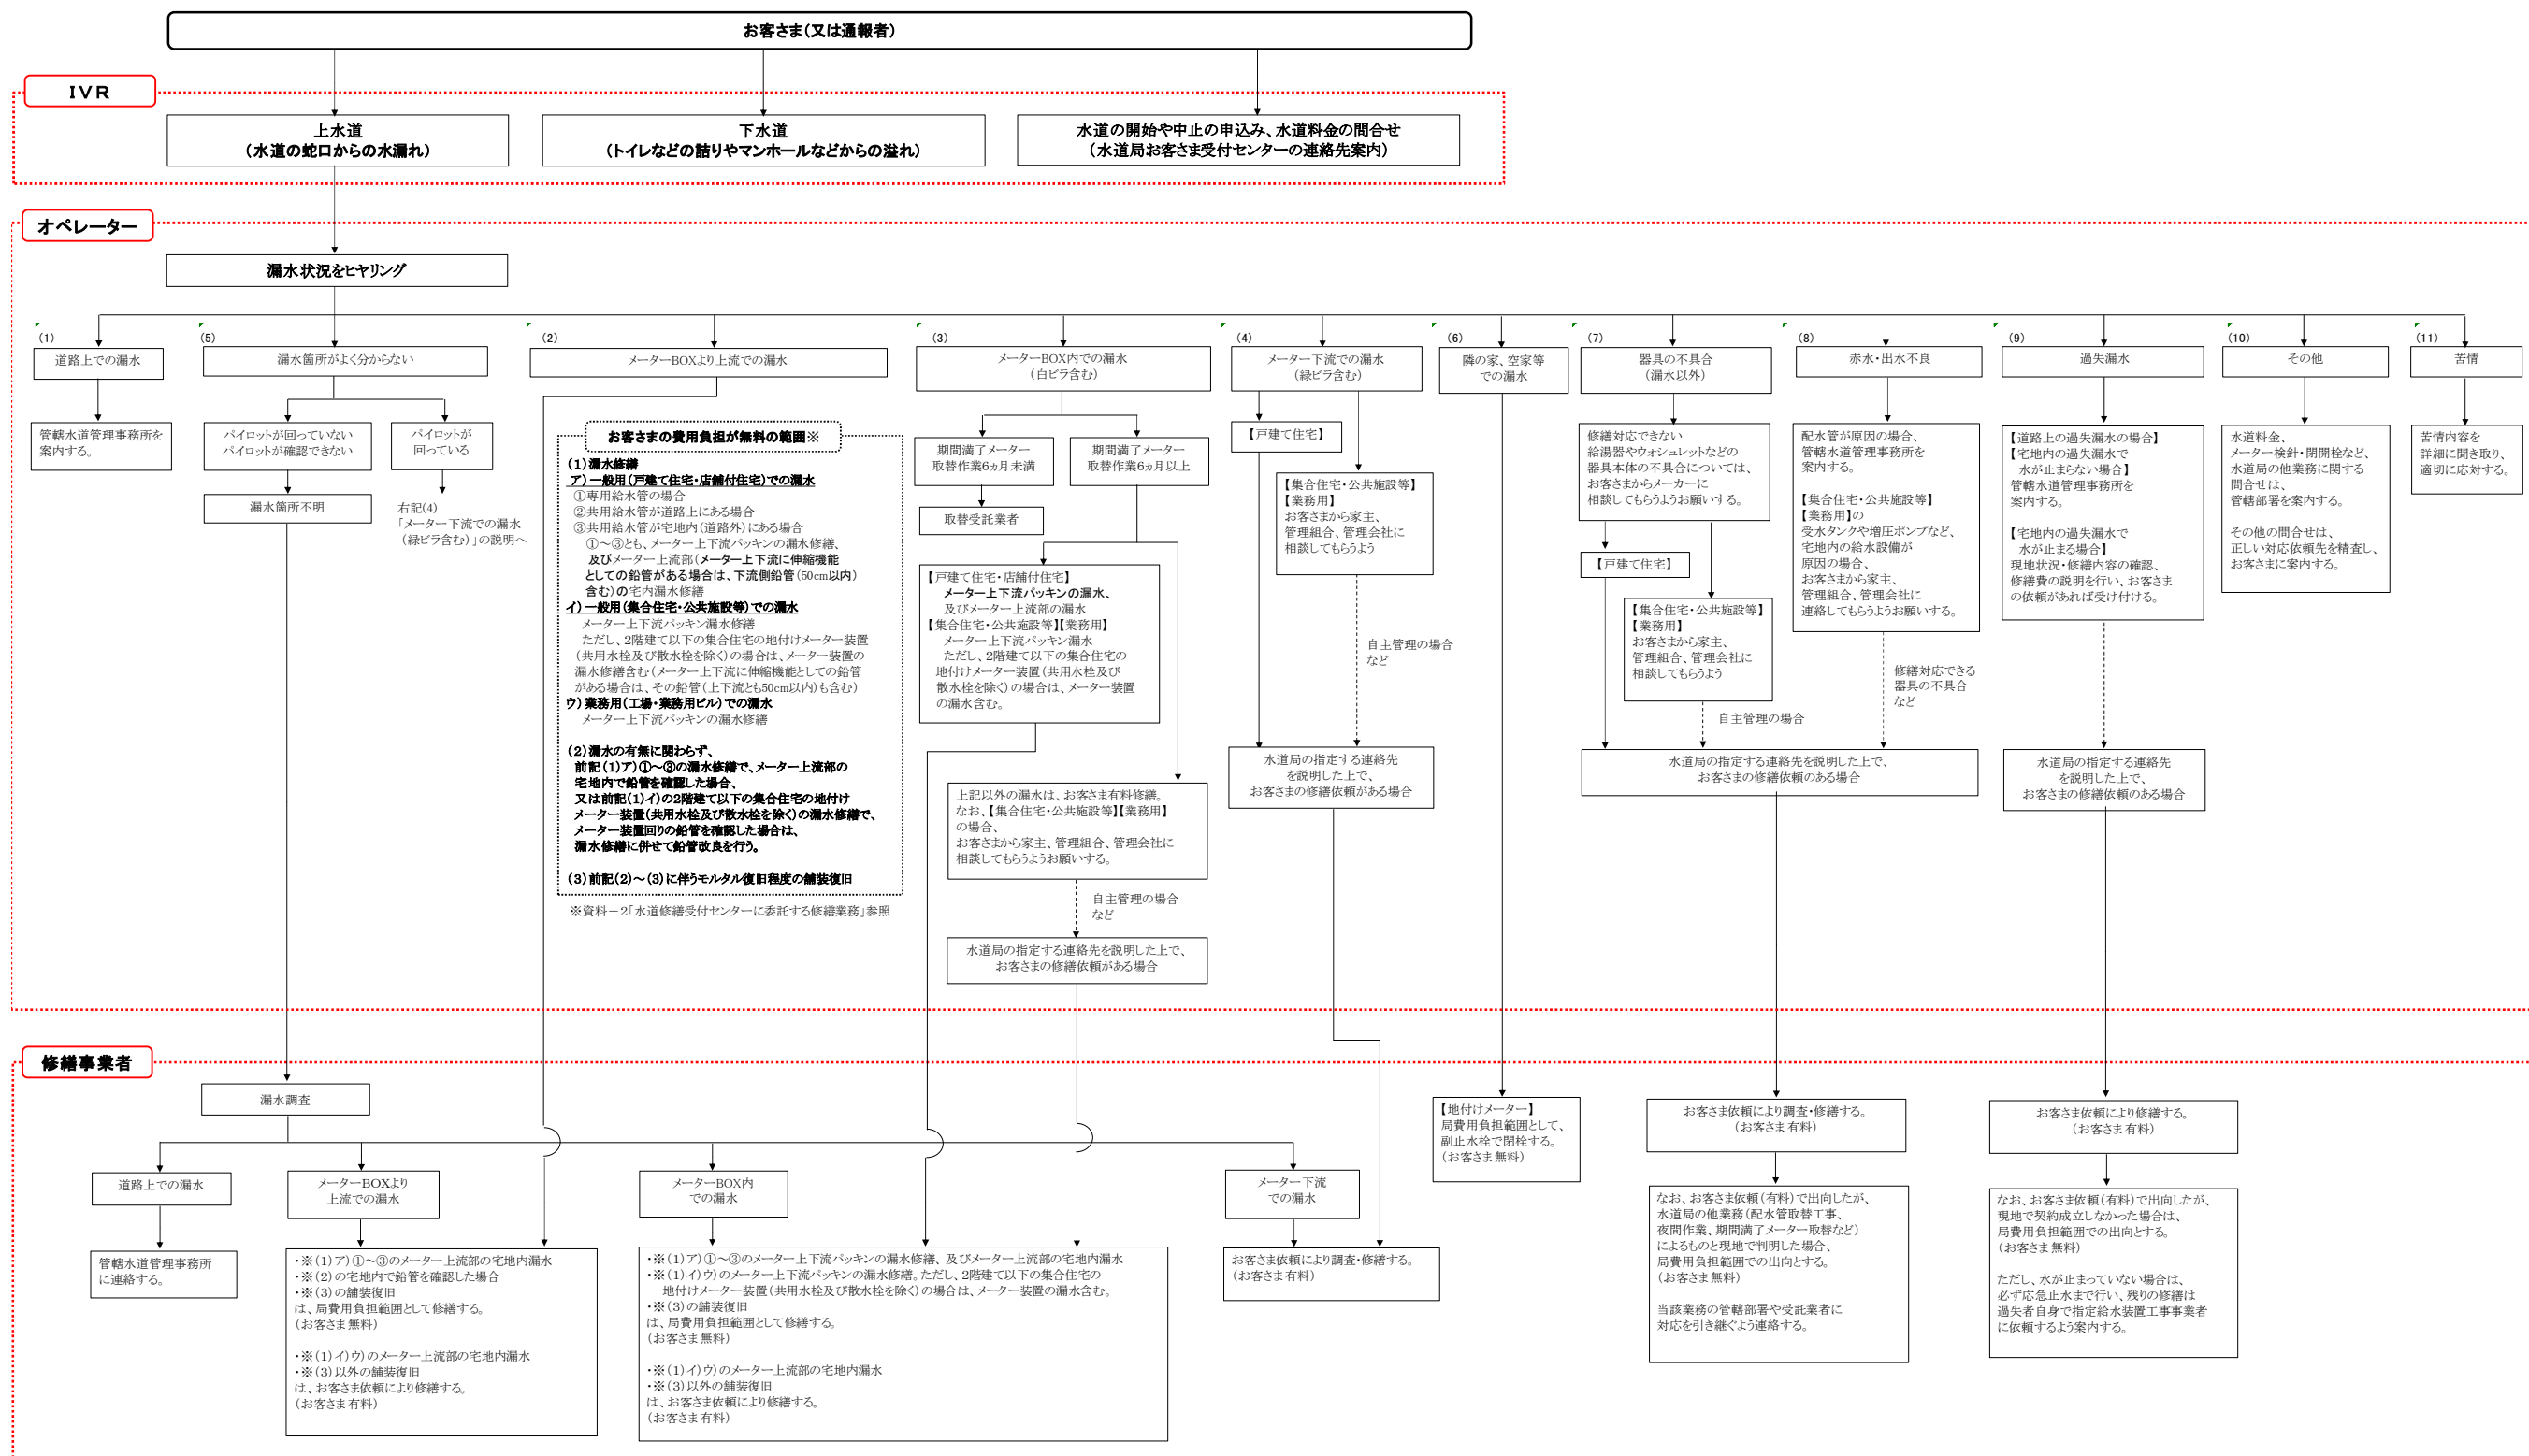 お客さま(又は通報者)
IVR
上水道
(水道の蛇口からの水漏れ)
下水道
(トイレなどの詰りやマンホールなどからの溢れ)
水道の開始や中止の申込み、水道料金の問合せ
(水道局お客さま受付センターの連絡先案内)
オペレーター
漏水状況をヒヤリング
(1)
道路上での漏水
管轄水道管理事務所を
案内する。
(5)
漏水箇所がよく分からない
パイロットが回っていない
パイロットが確認できない
漏水箇所不明
パイロットが
回っている
右記(4)
「メーター下流での漏水
(緑ビラ含む)」の説明へ
(2)
メーターBOXより上流での漏水
お客さまの費用負担が無料の範囲※
(1)漏水修繕
ア)一般用(戸建て住宅・店舗付住宅)での漏水
①専用給水管の場合
②共用給水管が道路上にある場合
③共用給水管が宅地内(道路外)にある場合
①～③とも、メーター上下流パッキンの漏水修繕、
及びメーター上流部(メーター上下流に伸縮機能
としての鉛管がある場合は、下流側鉛管(50cm以内)
含む)の宅内漏水修繕
イ)一般用(集合住宅・公共施設等)での漏水
メーター上下流パッキン漏水修繕
ただし、2階建て以下の集合住宅の地付けメーター装置
(共用水栓及び散水栓を除く)の場合は、メーター装置の
漏水修繕含む(メーター上下流に伸縮機能としての鉛管
がある場合は、その鉛管(上下流とも50cm以内)も含む)
ウ)業務用(工場・業務用ビル)での漏水
メーター上下流パッキンの漏水修繕
(2)漏水の有無に関わらず、
前記(1)ア)①～③の漏水修繕で、メーター上流部の
宅地内で鉛管を確認した場合、
又は前記(1)イ)の2階建て以下の集合住宅の地付け
メーター装置(共用水栓及び散水栓を除く)の漏水修繕で、
メーター装置回りの鉛管を確認した場合は、
漏水修繕に併せて鉛管改良を行う。
(3)前記(2)～(3)に伴うモルタル復旧程度の舗装復旧
※資料－2「水道修繕受付センターに委託する修繕業務」参照
(3)
メーターBOX内での漏水
(白ビラ含む)
期間満了メーター
取替作業6ヵ月未満
取替受託業者
期間満了メーター
取替作業6ヵ月以上
【戸建て住宅・店舗付住宅】
メーター上下流パッキンの漏水、
及びメーター上流部の漏水
【集合住宅・公共施設等】【業務用】
メーター上下流パッキン漏水
ただし、2階建て以下の集合住宅の
地付けメーター装置(共用水栓及び
散水栓を除く)の場合は、メーター装置
の漏水含む。
上記以外の漏水は、お客さま有料修繕。
なお、【集合住宅・公共施設等】【業務用】
の場合、
お客さまから家主、管理組合、管理会社に
相談してもらうようお願いする。
自主管理の場合
など
水道局の指定する連絡先を説明した上で、
お客さまの修繕依頼がある場合
(4)
メーター下流での漏水
(緑ビラ含む)
【戸建て住宅】
【集合住宅・公共施設等】
【業務用】
お客さまから家主、
管理組合、管理会社に
相談してもらうよう
自主管理の場合
など
水道局の指定する連絡先
を説明した上で、
お客さまの修繕依頼がある場合
(6)
隣の家、空家等
での漏水
(7)
器具の不具合
(漏水以外)
修繕対応できない
給湯器やウォシュレットなどの
器具本体の不具合については、
お客さまからメーカーに
相談してもらうようお願いする。
【戸建て住宅】
【集合住宅・公共施設等】
【業務用】
お客さまから家主、
管理組合、管理会社に
相談してもらうよう
自主管理の場合
(8)
赤水・出水不良
配水管が原因の場合、
管轄水道管理事務所を
案内する。
【集合住宅・公共施設等】
【業務用】の
受水タンクや増圧ポンプなど、
宅地内の給水設備が
原因の場合、
お客さまから家主、
管理組合、管理会社に
連絡してもらうようお願いする。
修繕対応できる
器具の不具合
など
水道局の指定する連絡先を説明した上で、
お客さまの修繕依頼のある場合
(9)
過失漏水
【道路上の過失漏水の場合】
【宅地内の過失漏水で
水が止まらない場合】
管轄水道管理事務所を
案内する。
【宅地内の過失漏水で
水が止まる場合】
現地状況・修繕内容の確認、
修繕費の説明を行い、お客さま
の依頼があれば受け付ける。
水道局の指定する連絡先
を説明した上で、
お客さまの修繕依頼のある場合
(10)
その他
水道料金、
メーター検針・閉開栓など、
水道局の他業務に関する
問合せは、
管轄部署を案内する。
その他の問合せは、
正しい対応依頼先を精査し、
お客さまに案内する。
(11)
苦情
苦情内容を
詳細に聞き取り、
適切に応対する。
修繕事業者
漏水調査
道路上での漏水
管轄水道管理事務所
に連絡する。
メーターBOXより
上流での漏水
・※(1)ア)①～③のメーター上流部の宅地内漏水
・※(2)の宅地内で鉛管を確認した場合
・※(3)の舗装復旧
は、局費用負担範囲として修繕する。
(お客さま無料)
・※(1)イ)ウ)のメーター上流部の宅地内漏水
・※(3)以外の舗装復旧
は、お客さま依頼により修繕する。
(お客さま有料)
メーターBOX内
での漏水
・※(1)ア)①～③のメーター上下流パッキンの漏水修繕、及びメーター上流部の宅地内漏水
・※(1)イ)ウ)のメーター上下流パッキンの漏水修繕。ただし、2階建て以下の集合住宅の
地付けメーター装置(共用水栓及び散水栓を除く)の場合は、メーター装置の漏水含む。
・※(3)の舗装復旧
は、局費用負担範囲として修繕する。
(お客さま無料)
・※(1)イ)ウ)のメーター上流部の宅地内漏水
・※(3)以外の舗装復旧
は、お客さま依頼により修繕する。
(お客さま有料)
メーター下流
での漏水
お客さま依頼により調査・修繕する。
(お客さま有料)
【地付けメーター】
局費用負担範囲として、
副止水栓で閉栓する。
(お客さま無料)
お客さま依頼により調査・修繕する。
(お客さま有料)
なお、お客さま依頼(有料)で出向したが、
水道局の他業務(配水管取替工事、
夜間作業、期間満了メーター取替など)
によるものと現地で判明した場合、
局費用負担範囲での出向とする。
(お客さま無料)
当該業務の管轄部署や受託業者に
対応を引き継ぐよう連絡する。
お客さま依頼により修繕する。
(お客さま有料)
なお、お客さま依頼(有料)で出向したが、
現地で契約成立しなかった場合は、
局費用負担範囲での出向とする。
(お客さま無料)
ただし、水が止まっていない場合は、
必ず応急止水まで行い、残りの修繕は
過失者自身で指定給水装置工事事業者
に依頼するよう案内する。